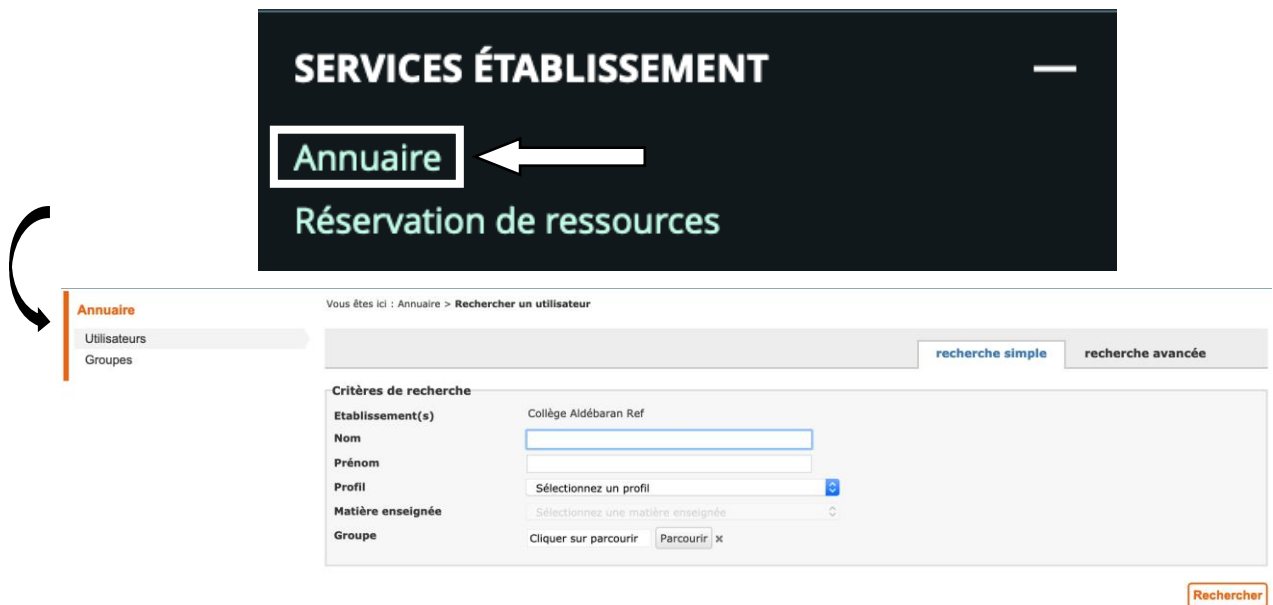 SERVICES ÉTABLISSEMENT
Annuaire
Réservation de ressources
Annuaire
Utilisateurs
Groupes
Vous êtes ici : Annuaire > Rechercher un utilisateur
recherche simple recherche avancée
Critères de recherche
Etablissement(s) Collège Aldébaran Ref
Nom
Prénom
Profil Sélectionnez un profil
Matière enseignée Sélectionnez une matière enseignée
Groupe Cliquer sur parcourir Parcourir ×
Rechercher